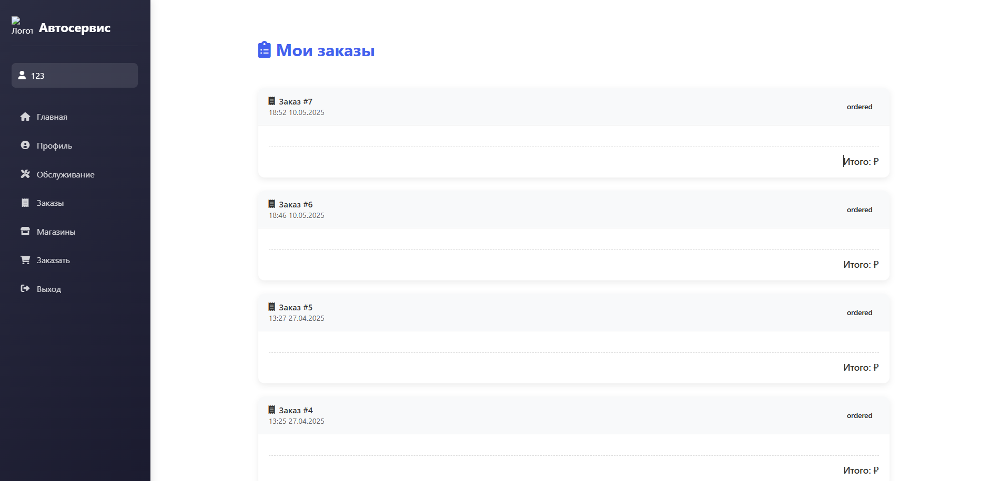 Логот
Автосервис
123
Главная
Профиль
Обслуживание
Заказы
Магазины
Заказать
Выход
Мои заказы
Заказ #7
18:52 10.05.2025
ordered
Итого: ₽
Заказ #6
18:46 10.05.2025
ordered
Итого: ₽
Заказ #5
13:27 27.04.2025
ordered
Итого: ₽
Заказ #4
13:25 27.04.2025
ordered
Итого: ₽